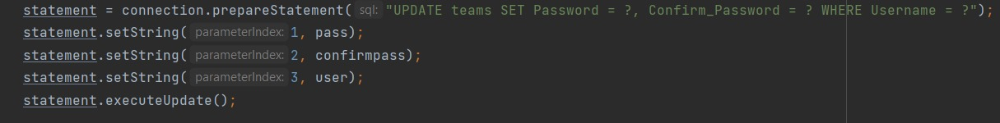 statement = connection.prepareStatement( sql: "UPDATE teams SET Password = ?, Confirm_Password = ? WHERE Username = ?");
statement.setString( parameterIndex: 1, pass);
statement.setString( parameterIndex: 2, confirmpass);
statement.setString( parameterIndex: 3, user);
statement.executeUpdate();